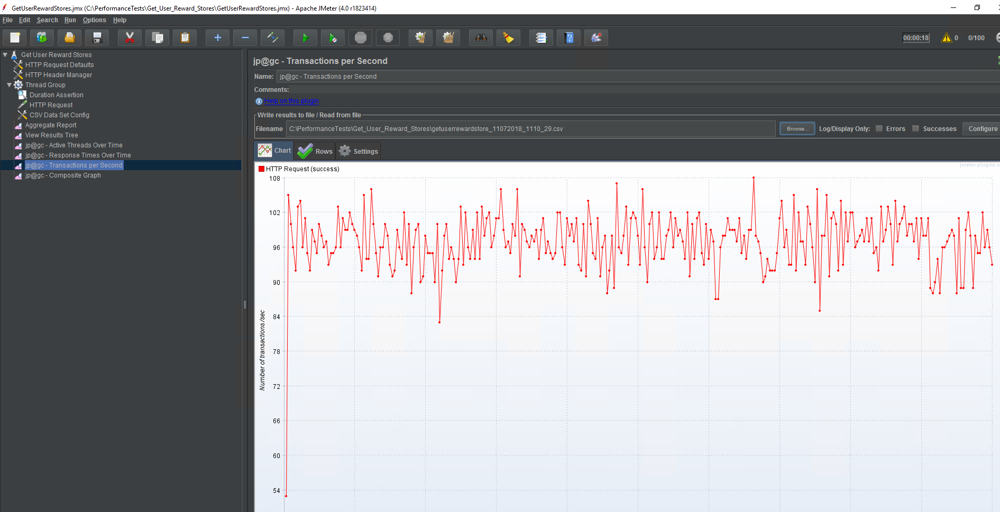 GetUserRewardStores.jmx (C:\PerformanceTests\Get_User_Reward_Stores\GetUserRewardStores.jmx) - Apache JMeter (4.0 r1823414)
File Edit Search Run Options Help
STOP
00:00:18 0 0/100
Get User Reward Stores
HTTP Request Defaults
HTTP Header Manager
Thread Group
Duration Assertion
HTTP Request
CSV Data Set Config
Aggregate Report
View Results Tree
jp@gc - Active Threads Over Time
jp@gc - Response Times Over Time
jp@gc - Transactions per Second
jp@gc - Composite Graph
jp@gc - Transactions per Second
Name: jp@gc - Transactions per Second
Comments:
Help on this plugin
Write results to file / Read from file
Filename C:\PerformanceTests\Get_User_Reward_Stores\getuserrewardstore_11072018_1110_29.csv Browse... Log/Display Only: Errors Successes Configure
Chart Rows Settings
jmeter-plugins.o
HTTP Request (success)
108
102
96
90
84
78
72
66
60
54
Number of transactions /sec